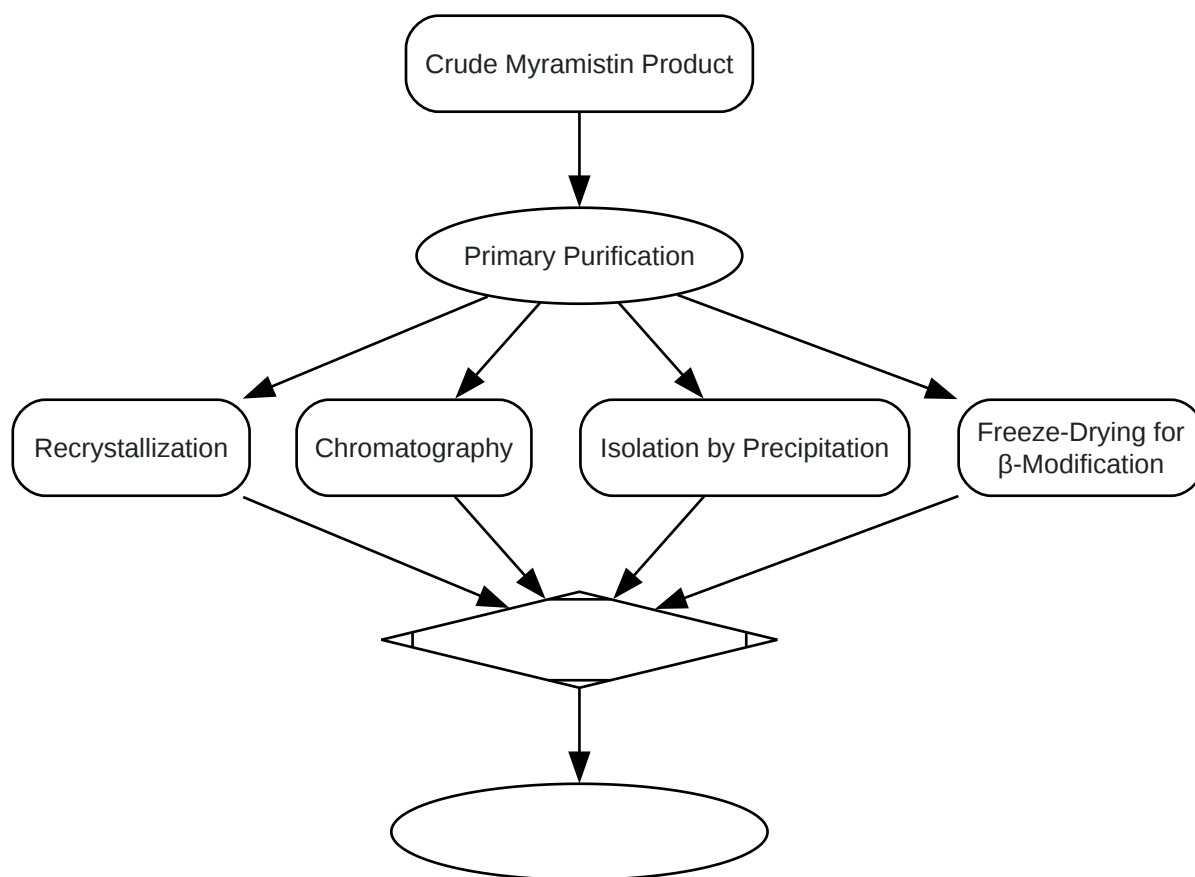 Crude Myramistin Product
Primary Purification
Recrystallization
Chromatography
Isolation by Precipitation
Freeze-Drying for
β-Modification